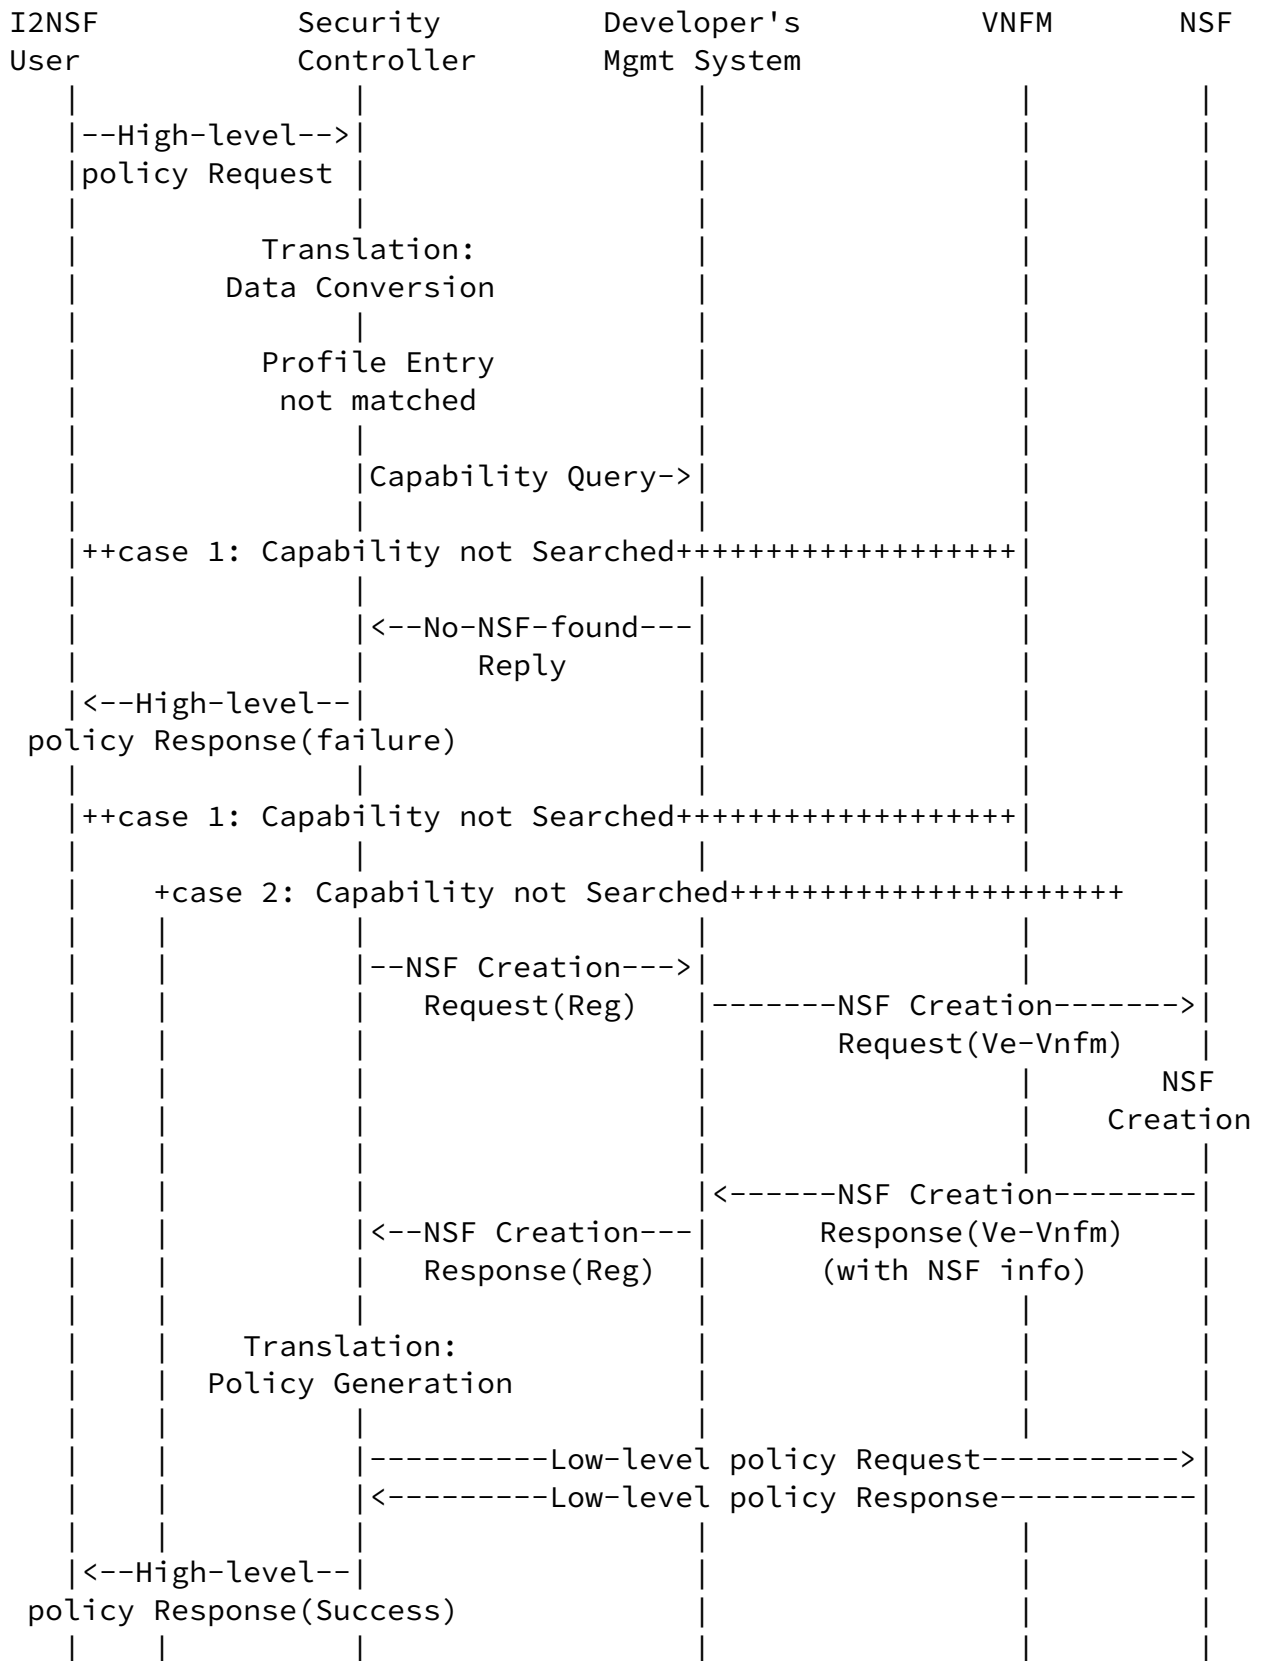 I2NSF           Security         Developer's          VNFM       NSF
User            Controller       Mgmt System
   |               |                  |                 |         |
   |--High-level-->|                  |                 |         |
   |policy Request |                  |                 |         |
   |               |                  |                 |         |
   |          Translation:            |                 |         |
   |        Data Conversion           |                 |         |
   |               |                  |                 |         |
   |          Profile Entry           |                 |         |
   |           not matched            |                 |         |
   |               |                  |                 |         |
   |               |Capability Query->|                 |         |
   |               |                  |                 |         |
   |++case 1: Capability not Searched+++++++++++++++++++|         |
   |               |                  |                 |         |
   |               |<--No-NSF-found---|                 |         |
   |               |      Reply       |                 |         |
   |<--High-level--|                  |                 |         |
 policy Response(failure)             |                 |         |
   |               |                  |                 |         |
   |++case 1: Capability not Searched+++++++++++++++++++|         |
   |               |                  |                 |         |
   |    +case 2: Capability not Searched++++++++++++++++++++++    |
   |    |          |                  |                 |         |
   |    |          |--NSF Creation--->|                 |         |
   |    |          |   Request(Reg)   |-------NSF Creation------->|
   |    |          |                  |       Request(Ve-Vnfm)    |
   |    |          |                  |                 |       NSF
   |    |          |                  |                 |    Creation
   |    |          |                  |                 |         |
   |    |          |                  |<------NSF Creation--------|
   |    |          |<--NSF Creation---|      Response(Ve-Vnfm)    |
   |    |          |   Response(Reg)  |      (with NSF info)      |
   |    |          |                  |                 |         |
   |    |    Translation:             |                 |         |
   |    |  Policy Generation          |                 |         |
   |    |          |                  |                 |         |
   |    |          |----------Low-level policy Request----------->|
   |    |          |<---------Low-level policy Response-----------|
   |    |          |                  |                 |         |
   |<--High-level--|                  |                 |         |
 policy Response(Success)             |                 |         |
   |    |          |                  |                 |         |